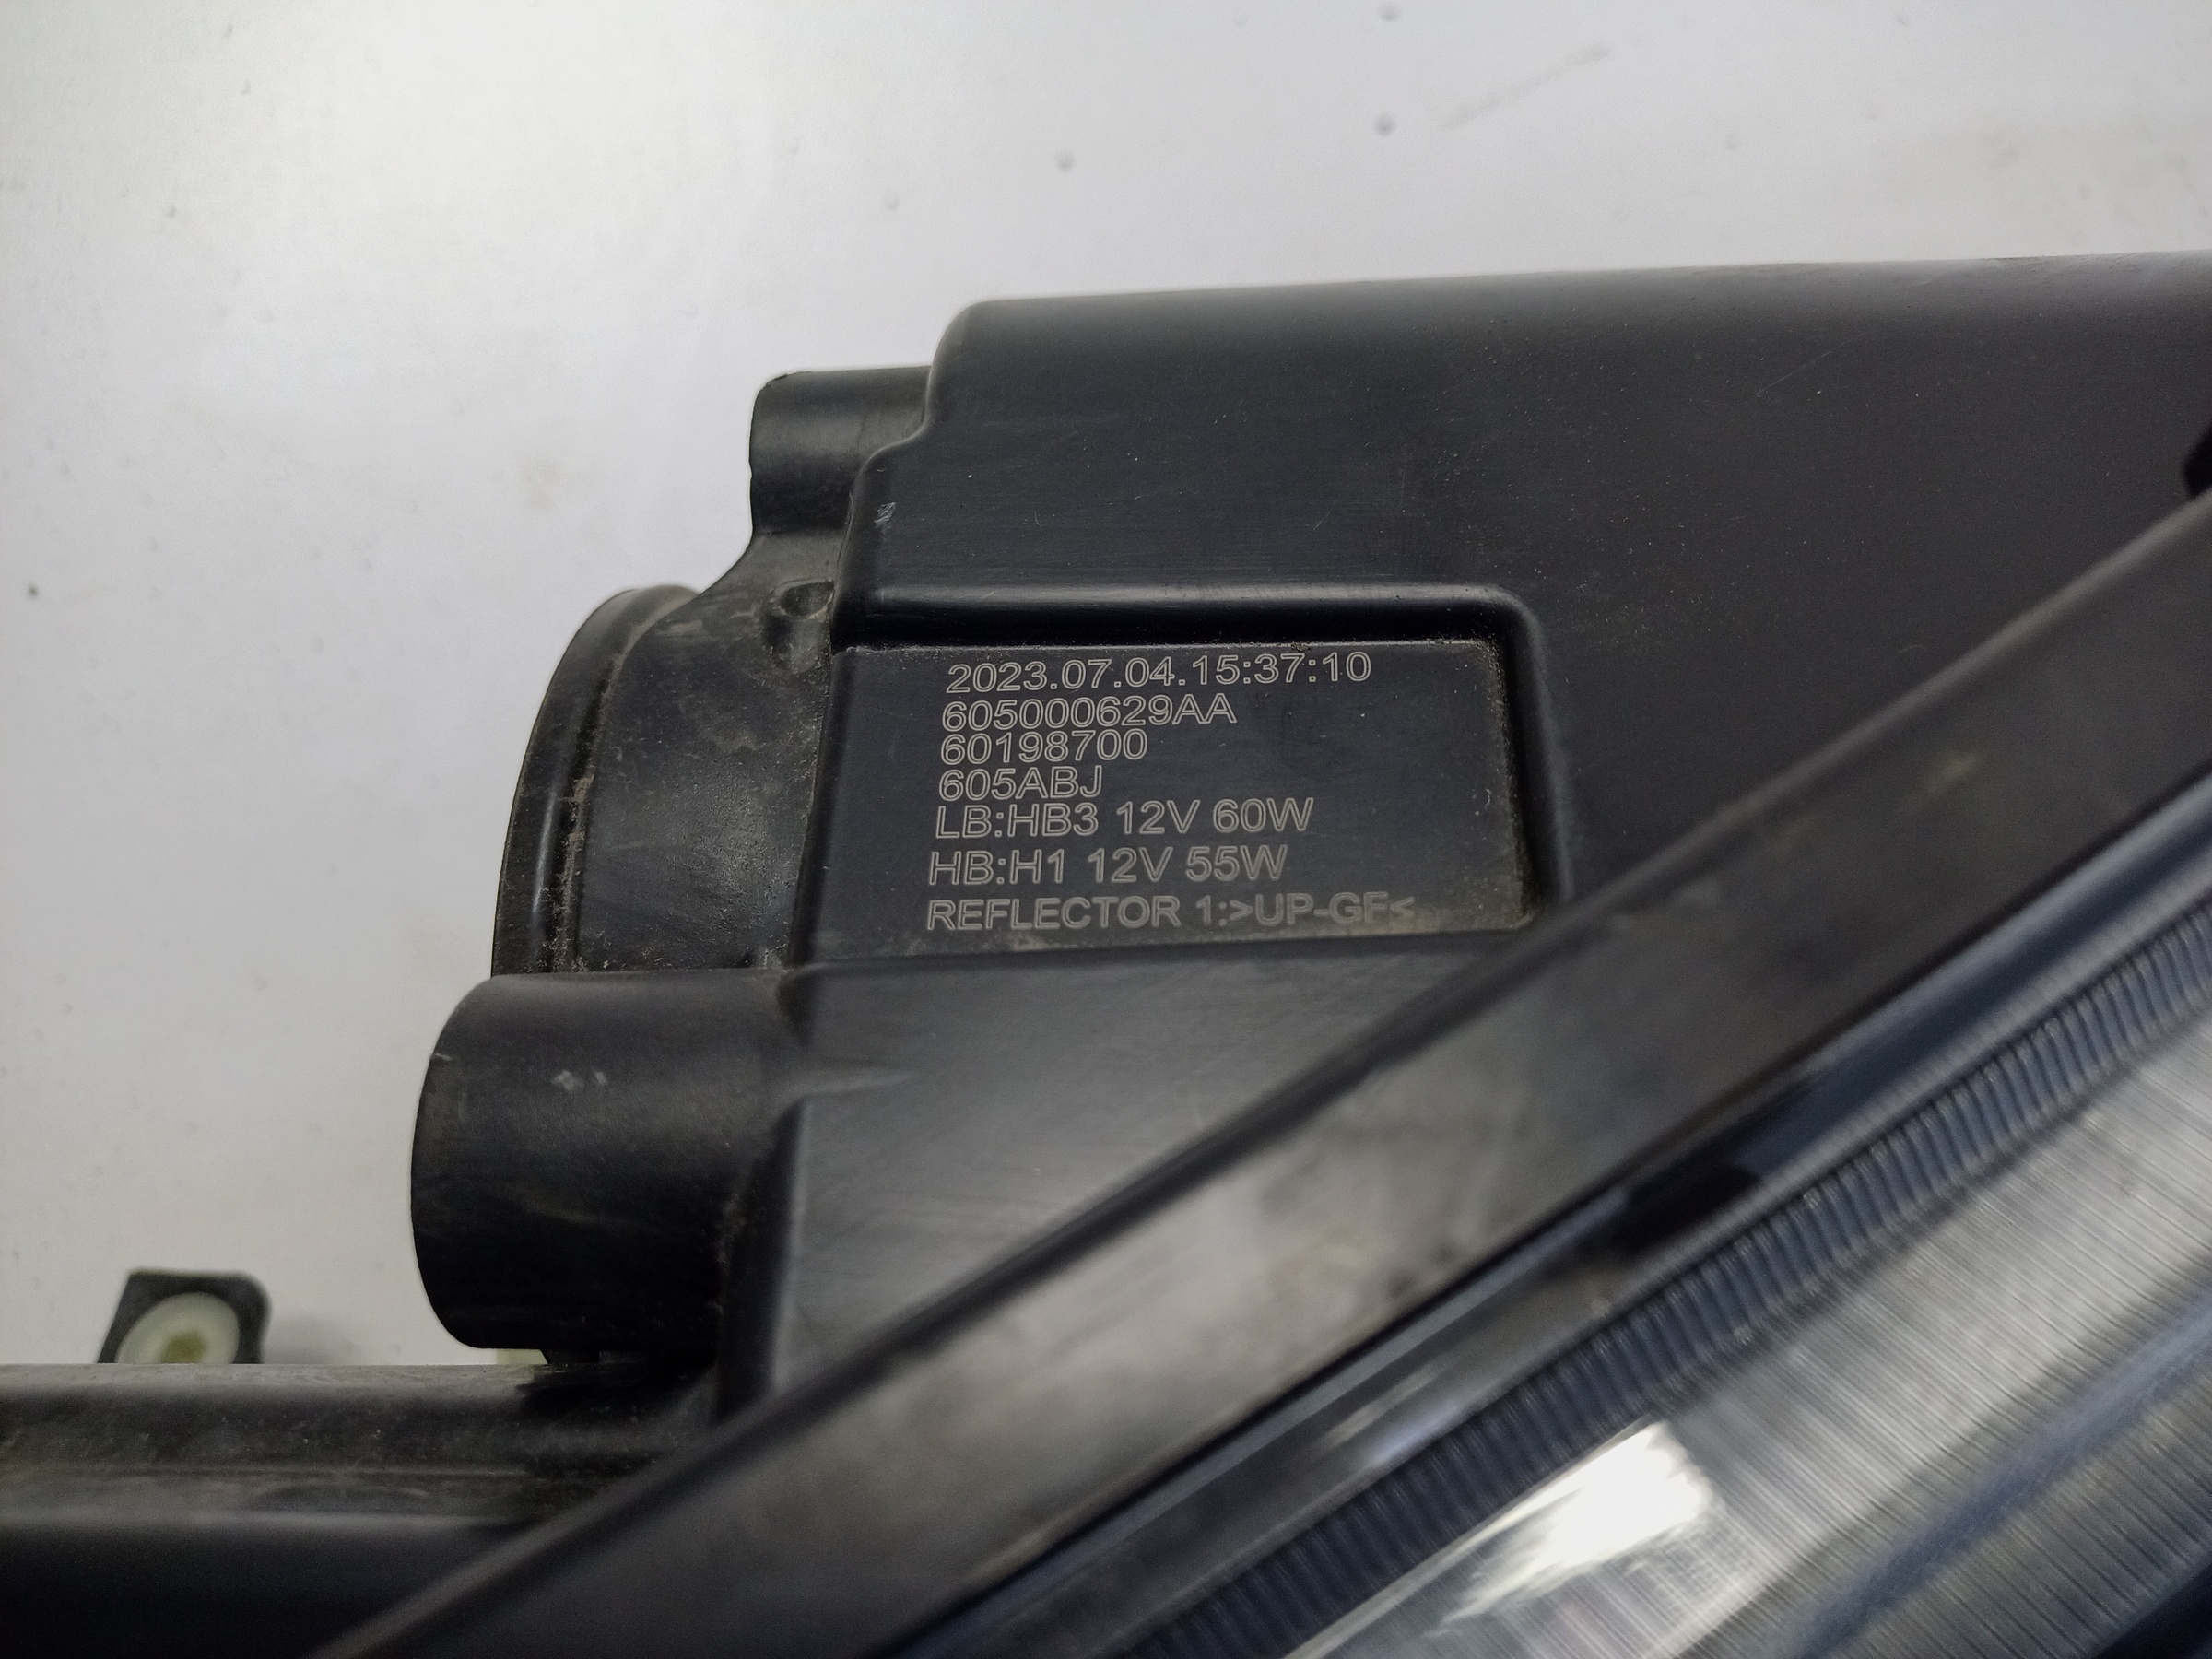 2023.07.04.15:37:10
605000629AA
60198700
605ABJ
LB:HB3 12V 60W
HB:H1 12V 55W
REFLECTOR 1:>UP-GF<